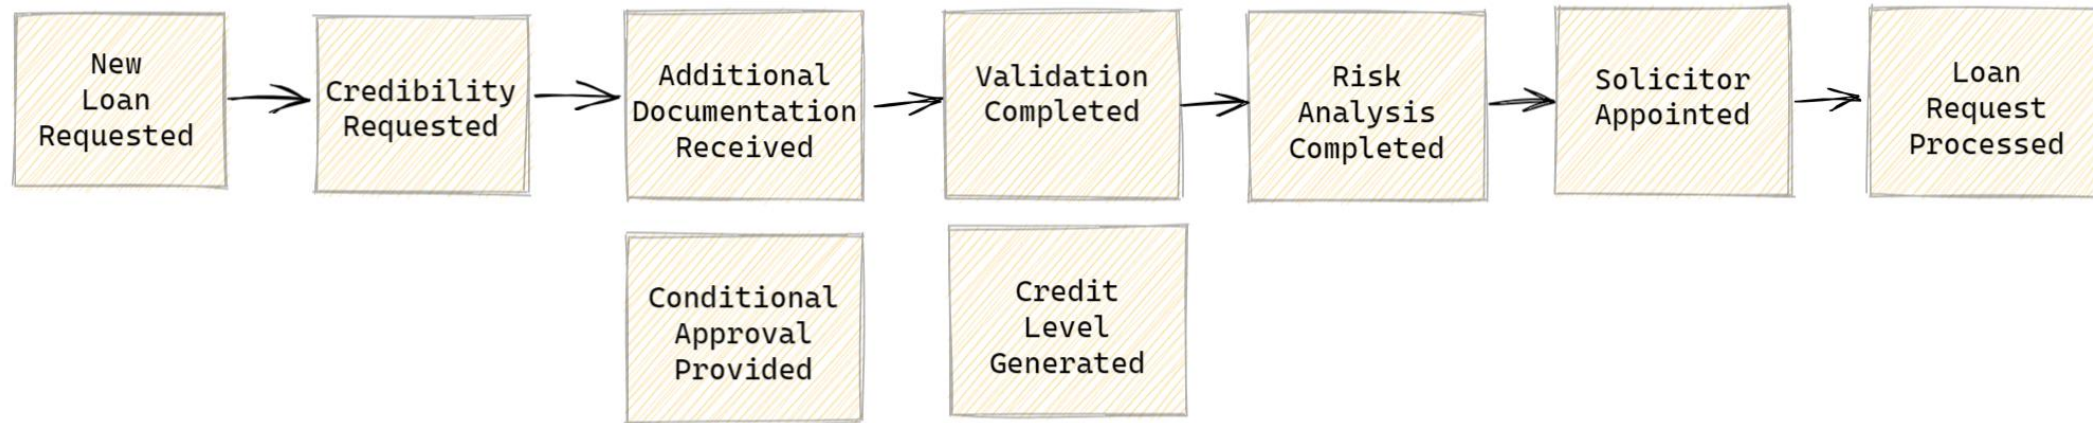 New
Loan
Requested
Credibility
Requested
Additional
Documentation
Received
Validation
Completed
Risk
Analysis
Completed
Solicitor
Appointed
Loan
Request
Processed
Conditional
Approval
Provided
Credit
Level
Generated